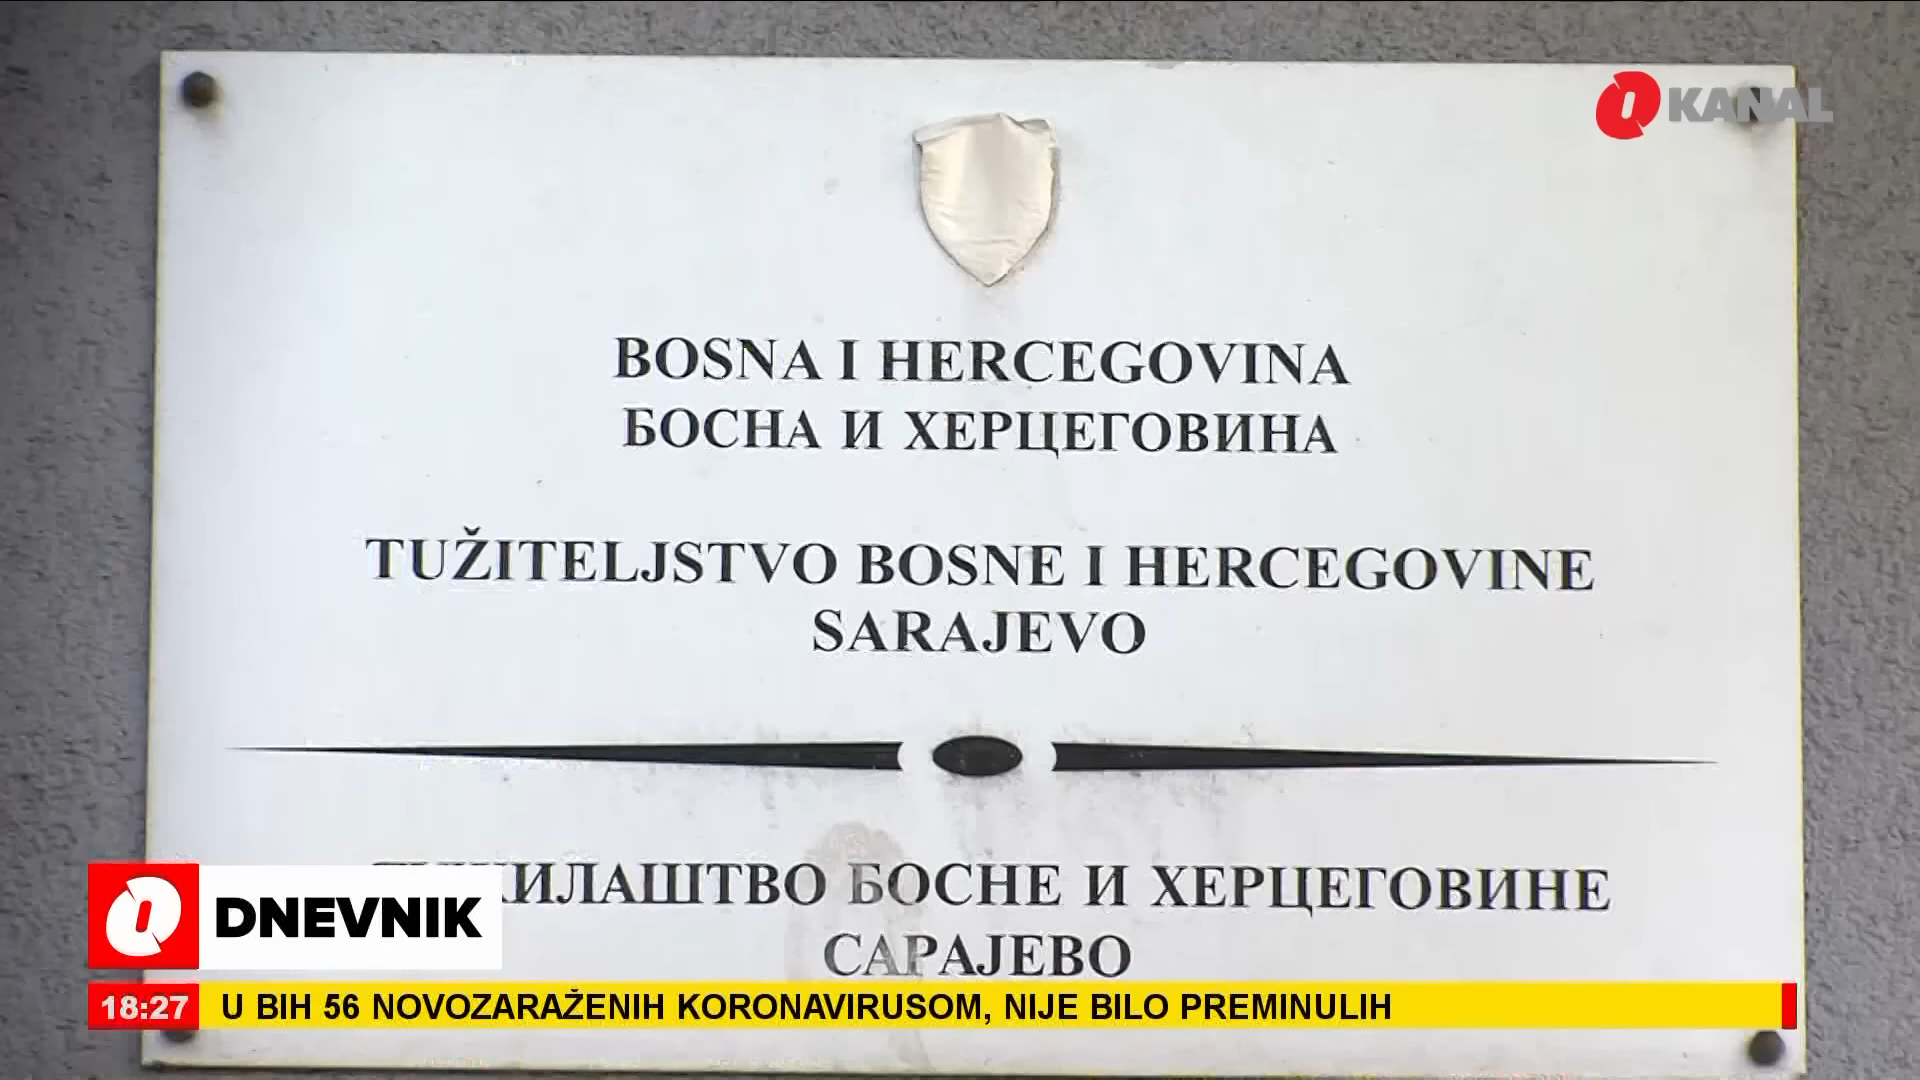 KANAL
BOSNA I HERCEGOVINA
БОСНА И ХЕРЦЕГОВИНА
TUŽITELJSTVO BOSNE I HERCEGOVINE
SARAJEVO
БОСНЕ И ХЕРЦЕГОВИНЕ
САРАЈЕВО
DNEVNIK
18:27 U BIH 56 NOVOZARAŽENIH KORONAVIRUSOM, NIJE BILO PREMINULIH